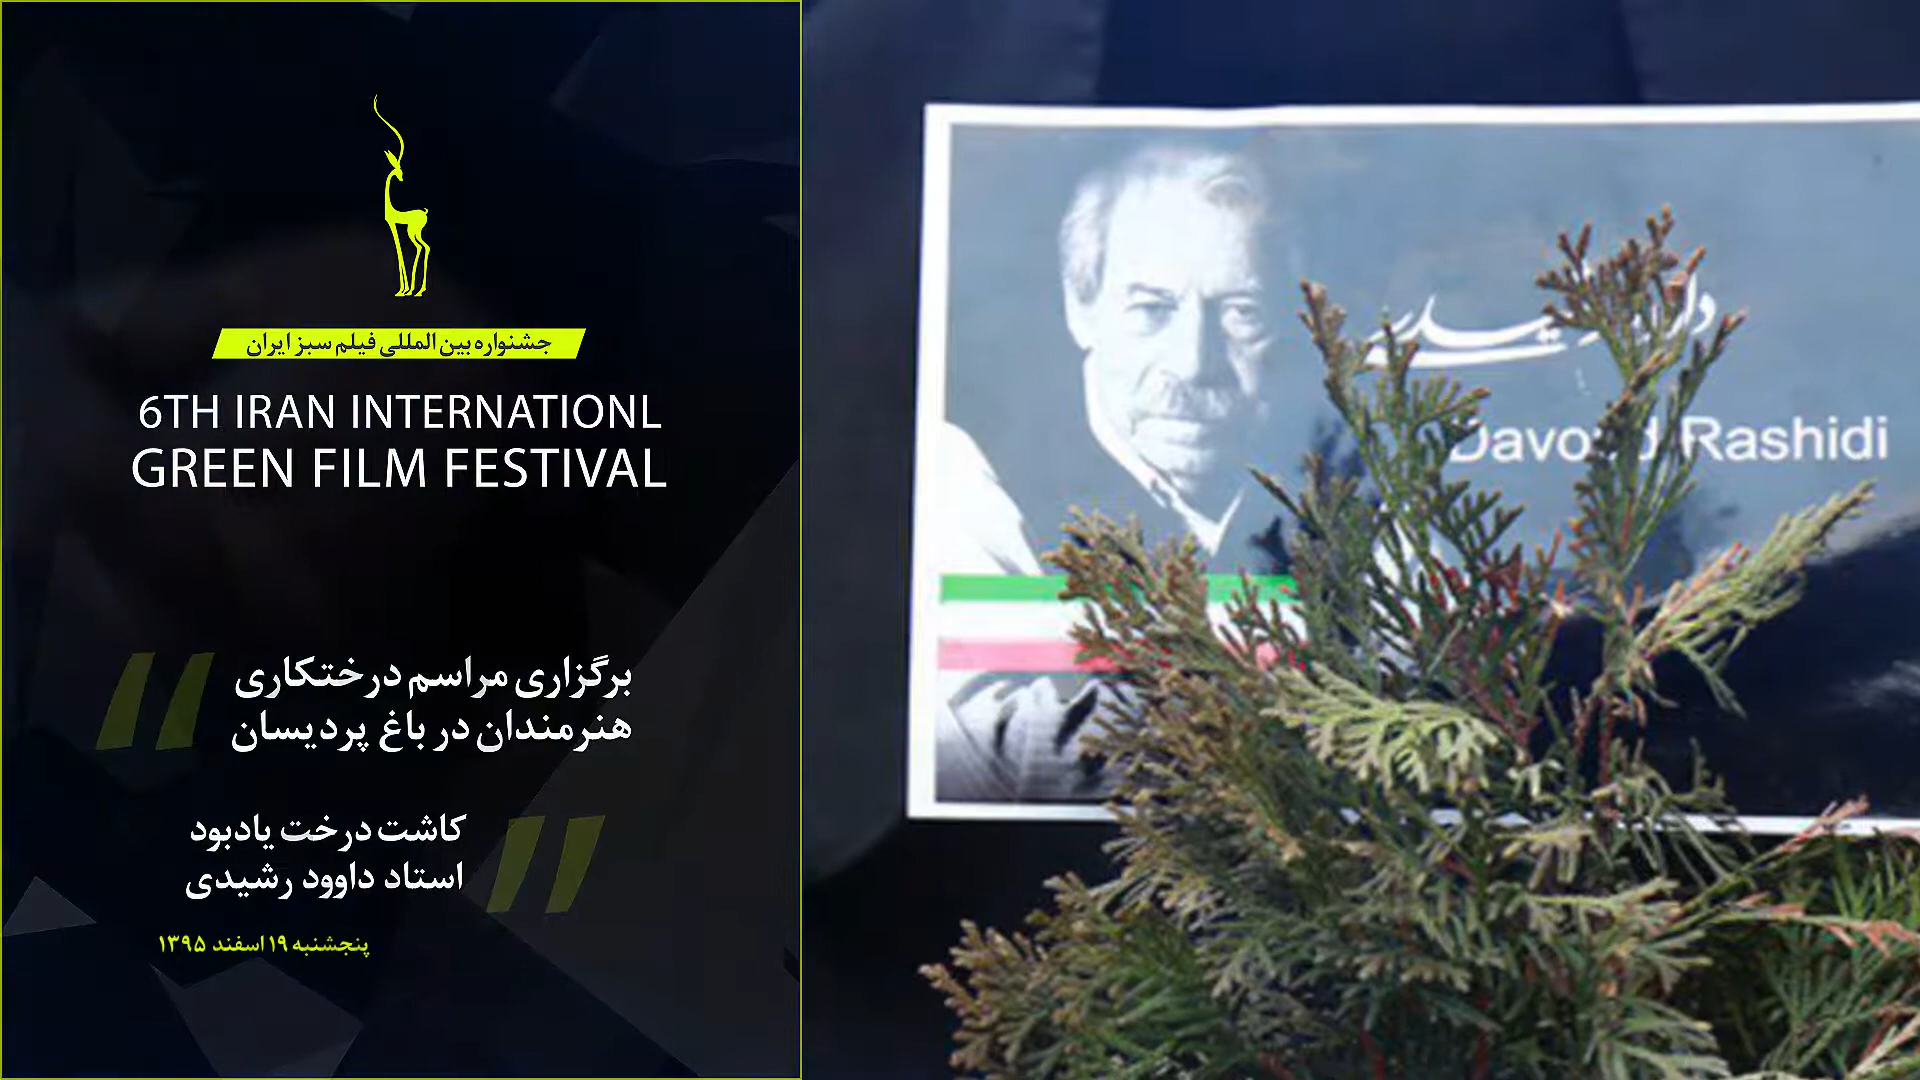 جشنواره بین المللی فیلم سبز ایران
6TH IRAN INTERNATIONL
GREEN FILM FESTIVAL
برگزاری مراسم درختکاری
هنرمندان در باغ پردیسان
کاشت درخت یادبود
استاد داوود رشیدی
پنجشنبه ۱۹ اسفند ۱۳۹۵
Rashidi